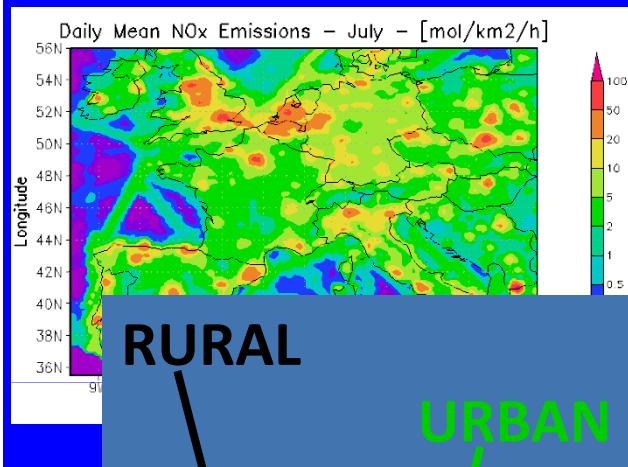 Daily Mean NOx Emissions - July - [mol/km2/h]
56N
54N
52N
50N
48N
46N
44N
42N
40N
38N
36N
Longitude
100
50
20
10
5
2
1
0.5
RURAL
URBAN